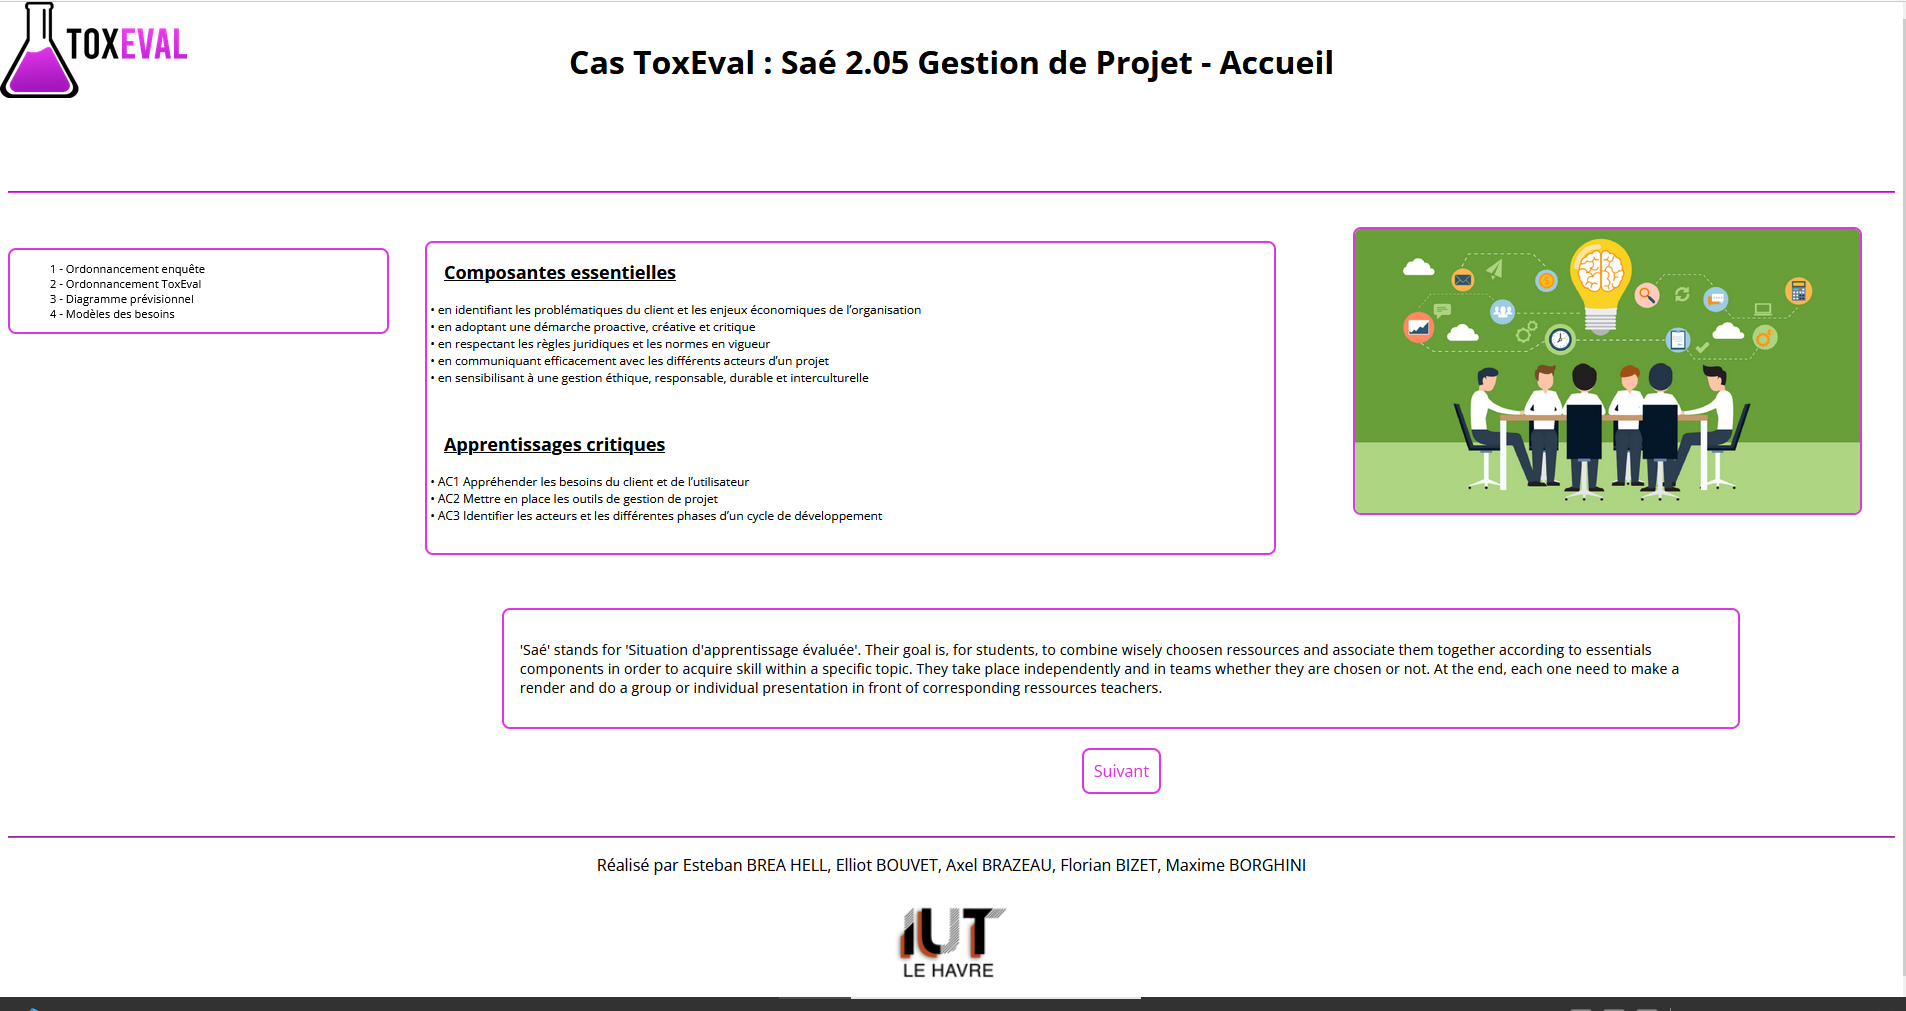 TOXEVAL
Cas ToxEval : Saé 2.05 Gestion de Projet - Accueil
1 - Ordonnancement enquête
2 - Ordonnancement ToxEval
3 - Diagramme prévisionnel
4 - Modèles des besoins
Composantes essentielles
• en identifiant les problématiques du client et les enjeux économiques de l’organisation
• en adoptant une démarche proactive, créative et critique
• en respectant les règles juridiques et les normes en vigueur
• en communiquant efficacement avec les différents acteurs d’un projet
• en sensibilisant à une gestion éthique, responsable, durable et interculturelle
Apprentissages critiques
• AC1 Appréhender les besoins du client et de l’utilisateur
• AC2 Mettre en place les outils de gestion de projet
• AC3 Identifier les acteurs et les différentes phases d’un cycle de développement
'Saé' stands for 'Situation d'apprentissage évaluée'. Their goal is, for students, to combine wisely choosen ressources and associate them together according to essentials
components in order to acquire skill within a specific topic. They take place independently and in teams whether they are chosen or not. At the end, each one need to make a
render and do a group or individual presentation in front of corresponding ressources teachers.
Suivant
Réalisé par Esteban BREA HELL, Elliot BOUVET, Axel BRAZEAU, Florian BIZET, Maxime BORGHINI
IUT
LE HAVRE